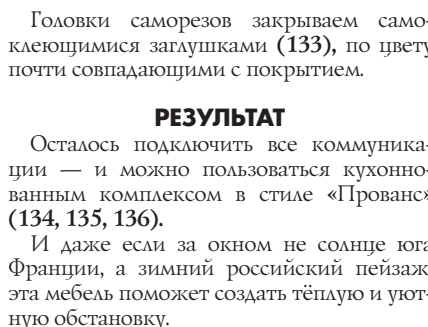 Головки саморезов закрываем само-
клеющимися заглушками (133), по цвету
почти совпадающими с покрытием.
РЕЗУЛЬТАТ
Осталось подключить все коммуника-
ции — и можно пользоваться кухонно-
ванным комплексом в стиле «Прованс»
(134, 135, 136).
И даже если за окном не солнце юга
Франции, а зимний российский пейзаж,
эта мебель поможет создать тёплую и уют-
ную обстановку.